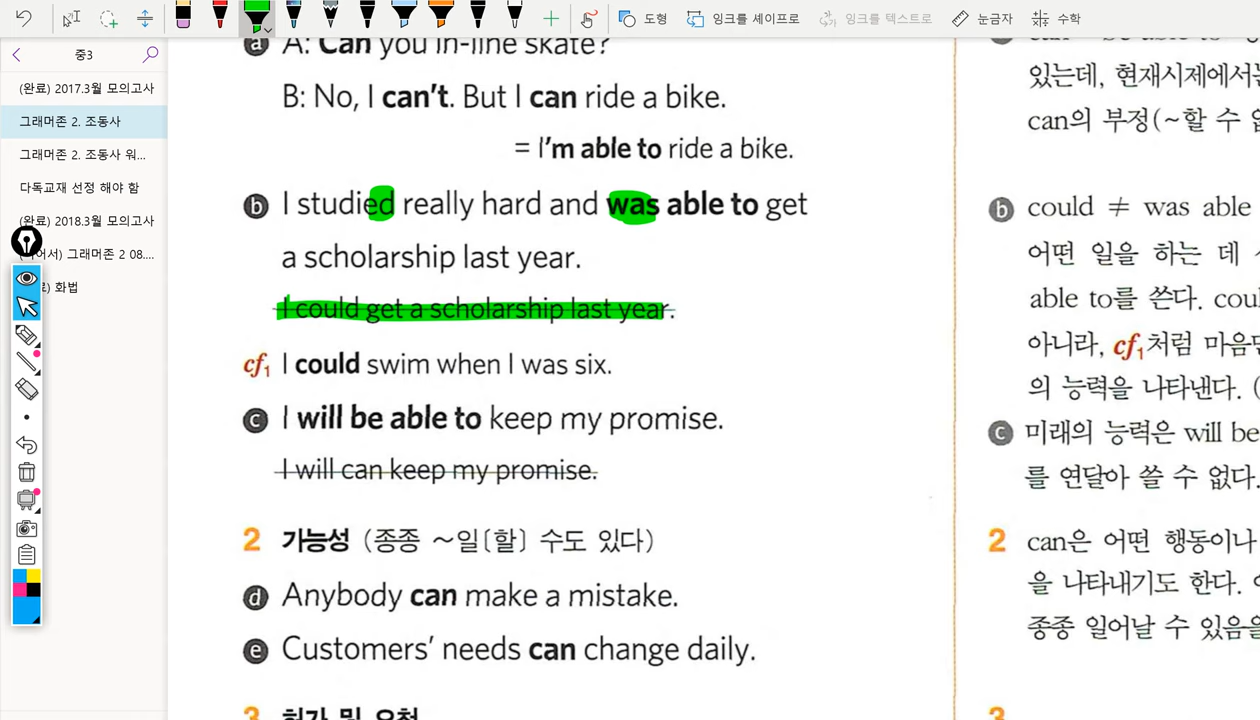 도형
잉크를 셰이프로
잉크를 텍스트로
눈금자
수학
중3
(완료) 2017.3월 모의고사
그래머존 2. 조동사
그래머존 2. 조동사 워...
다독교재 선정 해야 함
(완료) 2018.3월 모의고사
어서) 그래머존 2 08....
) 화법
a A: Can you in-line skate?
B: No, I can't. But I can ride a bike.
= I'm able to ride a bike.
b I studied really hard and was able to get
a scholarship last year.
I could get a scholarship last year.
cf1 I could swim when I was six.
c I will be able to keep my promise.
I will can keep my promise.
2 가능성 (종종 ~일[할] 수도 있다)
d Anybody can make a mistake.
e Customers' needs can change daily.
3 허가 및 요청
있는데, 현재시제에서는
can의 부정(~할 수 없
b could ≠ was able
어떤 일을 하는 데
able to를 쓴다.
아니라, cf1처럼 마음먼
의 능력을 나타낸다. (
c 미래의 능력은 will be
를 연달아 쓸 수 없다.
2 can은 어떤 행동이나
을 나타내기도 한다.
종종 일어날 수 있음을
3